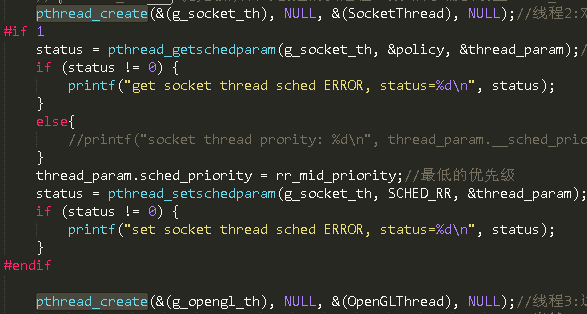 pthread_create(&(g_socket_th), NULL, &(SocketThread), NULL);//线程2:
#if 1
status = pthread_getschedparam(g_socket_th, &policy, &thread_param);/
if (status != 0) {
printf("get socket thread sched ERROR, status=%d\n", status);
}
else{
//printf("socket thread prority: %d\n", thread_param.__sched_prio
}
thread_param.sched_priority = rr_mid_priority;//最低的优先级
status = pthread_setschedparam(g_socket_th, SCHED_RR, &thread_param);
if (status != 0) {
printf("set socket thread sched ERROR, status=%d\n", status);
}
#endif
pthread_create(&(g_opengl_th), NULL, &(OpenGLThread), NULL);//线程3: